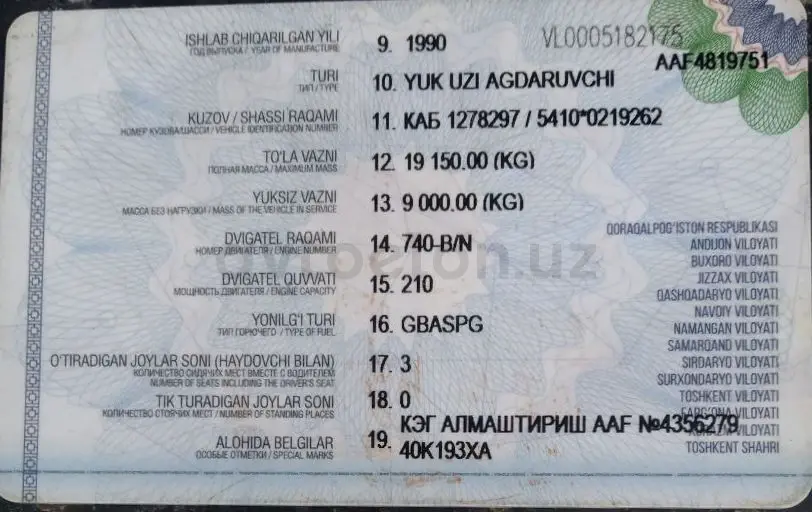 VL0005182175
AAF4819751
ISHLAB CHIQARILGAN YILI
ГОД ВЫПУСКА / YEAR OF MANUFACTURE
9. 1990
TURI
ТИП / TYPE
10. YUK UZI AGDARUVCHI
KUZOV / SHASSI RAQAMI
НОМЕР КУЗОВА/ШАССИ / VEHICLE IDENTIFICATION NUMBER
11. КАБ 1278297 / 5410*0219262
TO'LA VAZNI
ПОЛНАЯ МАССА / MAXIMUM MASS
12. 19 150.00 (KG)
YUKSIZ VAZNI
МАССА БЕЗ НАГРУЗКИ / MASS OF THE VEHICLE IN SERVICE
13. 9 000.00 (KG)
DVIGATEL RAQAMI
НОМЕР ДВИГАТЕЛЯ / ENGINE NUMBER
14. 740-B/N
DVIGATEL QUVVATI
МОЩНОСТЬ ДВИГАТЕЛЯ / ENGINE CAPACITY
15. 210
YONILG'I TURI
ТИП ГОРЮЧЕГО / TYPE OF FUEL
16. GBASPG
O'TIRADIGAN JOYLAR SONI (HAYDOVCHI BILAN)
КОЛИЧЕСТВО СИДЯЧИХ МЕСТ ВМЕСТЕ С ВОДИТЕЛЕМ
NUMBER OF SEATS INCLUDING THE DRIVER'S SEAT
17. 3
TIK TURADIGAN JOYLAR SONI
КОЛИЧЕСТВО СТОЯЧИХ МЕСТ / NUMBER OF STANDING PLACES
18. 0
ALOHIDA BELGILAR
ОСОБЫЕ ОТМЕТКИ / SPECIAL MARKS
19. КЭГ АЛМАШТИРИШ AAF №4356279
40K193XA
QORAQALPOG'ISTON RESPUBLIKASI
ANDIJON VILOYATI
BUXORO VILOYATI
JIZZAX VILOYATI
QASHQADARYO VILOYATI
NAVOIY VILOYATI
NAMANGAN VILOYATI
SAMARQAND VILOYATI
SIRDARYO VILOYATI
SURXONDARYO VILOYATI
TOSHKENT VILOYATI
FARG'ONA VILOYATI
VILOYATI
TOSHKENT SHAHRI